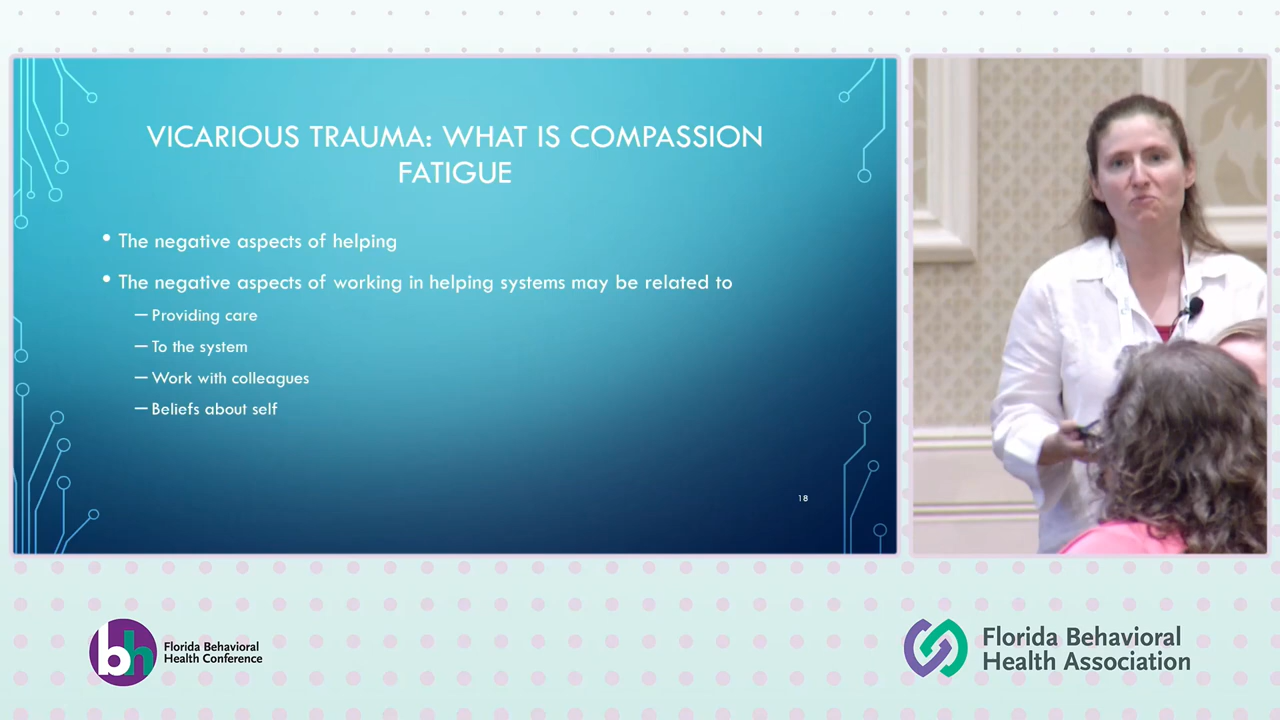 VICARIOUS TRAUMA: WHAT IS COMPASSION
FATIGUE
• The negative aspects of helping
• The negative aspects of working in helping systems may be related to
– Providing care
– To the system
– Work with colleagues
– Beliefs about self
18
bh Florida Behavioral
Health Conference
Florida Behavioral
Health Association